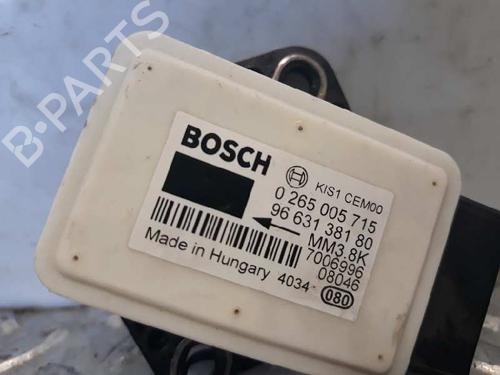 B-PARTS
BOSCH
KIS1 CEM00
0 265 005 715
96 631 381 80
MM3.8K
7006996
08046
Made in Hungary 4034
080